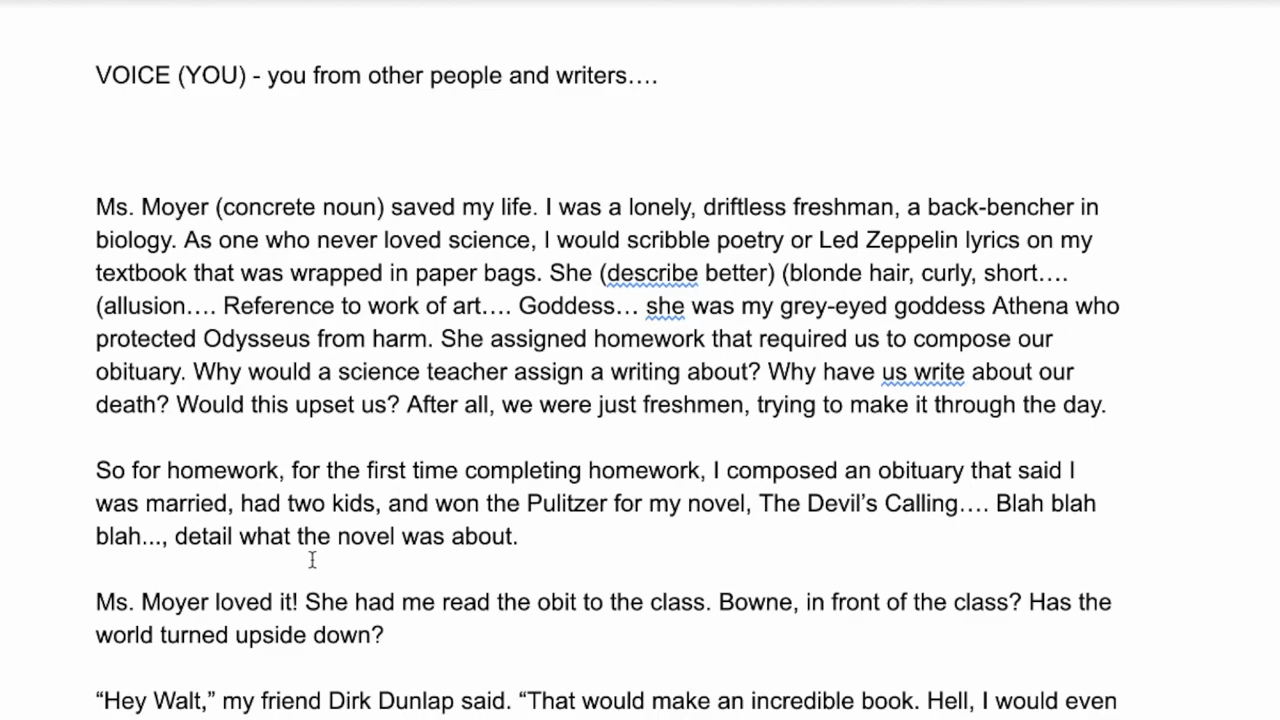 VOICE (YOU) - you from other people and writers….
Ms. Moyer (concrete noun) saved my life. I was a lonely, driftless freshman, a back-bencher in
biology. As one who never loved science, I would scribble poetry or Led Zeppelin lyrics on my
textbook that was wrapped in paper bags. She (describe better) (blonde hair, curly, short….
(allusion…. Reference to work of art…. Goddess… she was my grey-eyed goddess Athena who
protected Odysseus from harm. She assigned homework that required us to compose our
obituary. Why would a science teacher assign a writing about? Why have us write about our
death? Would this upset us? After all, we were just freshmen, trying to make it through the day.
So for homework, for the first time completing homework, I composed an obituary that said I
was married, had two kids, and won the Pulitzer for my novel, The Devil’s Calling…. Blah blah
blah..., detail what the novel was about.
Ms. Moyer loved it! She had me read the obit to the class. Bowne, in front of the class? Has the
world turned upside down?
“Hey Walt,” my friend Dirk Dunlap said. “That would make an incredible book. Hell, I would even